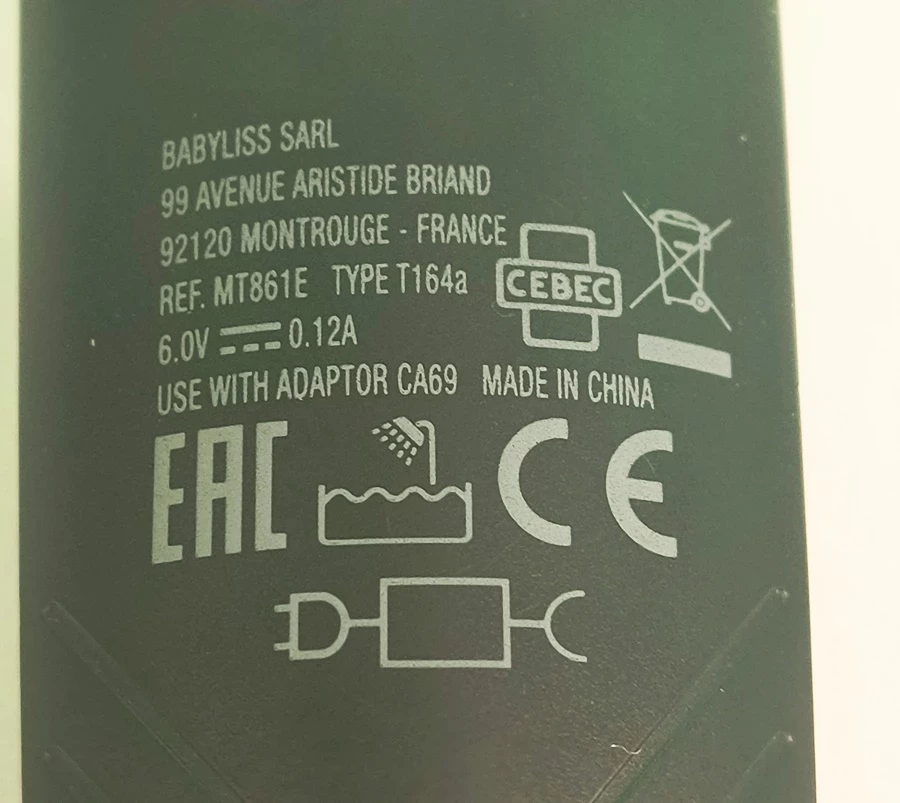 BABYLISS SARL
99 AVENUE ARISTIDE BRIAND
92120 MONTROUGE - FRANCE
REF. MT861E TYPE T164a
CEBEC
6.0V 0.12A
USE WITH ADAPTOR CA69 MADE IN CHINA
EAC CE